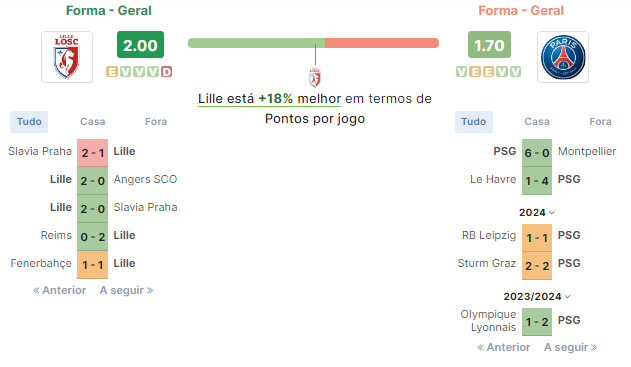 Forma - Geral
LILLE
LOSC
2.00
E V V V D
Lille está +18% melhor em termos de
Pontos por jogo
Tudo Casa Fora
Slavia Praha 2 - 1 Lille
Lille 2 - 0 Angers SCO
Lille 2 - 0 Slavia Praha
Reims 0 - 2 Lille
Fenerbahçe 1 - 1 Lille
« Anterior A seguir »
Forma - Geral
1.70
PARIS
V E E V V
Tudo Casa Fora
PSG 6 - 0 Montpellier
Le Havre 1 - 4 PSG
2024
RB Leipzig 1 - 1 PSG
Sturm Graz 2 - 2 PSG
2023/2024
Olympique
Lyonnais 1 - 2 PSG
« Anterior A seguir »